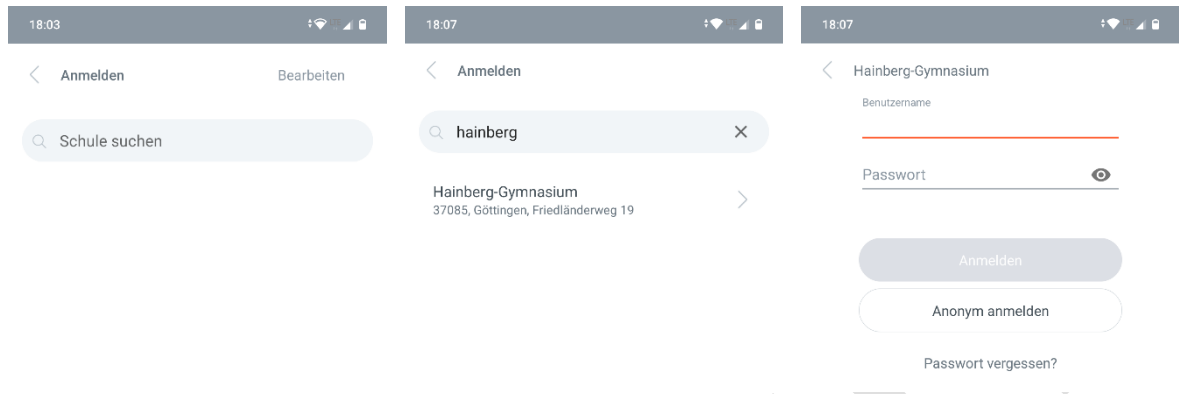 18:03
Anmelden
Bearbeiten
Schule suchen
18:07
Anmelden
hainberg
Hainberg-Gymnasium
37085, Göttingen, Friedländerweg 19
18:07
Hainberg-Gymnasium
Benutzername
Passwort
Anmelden
Anonym anmelden
Passwort vergessen?